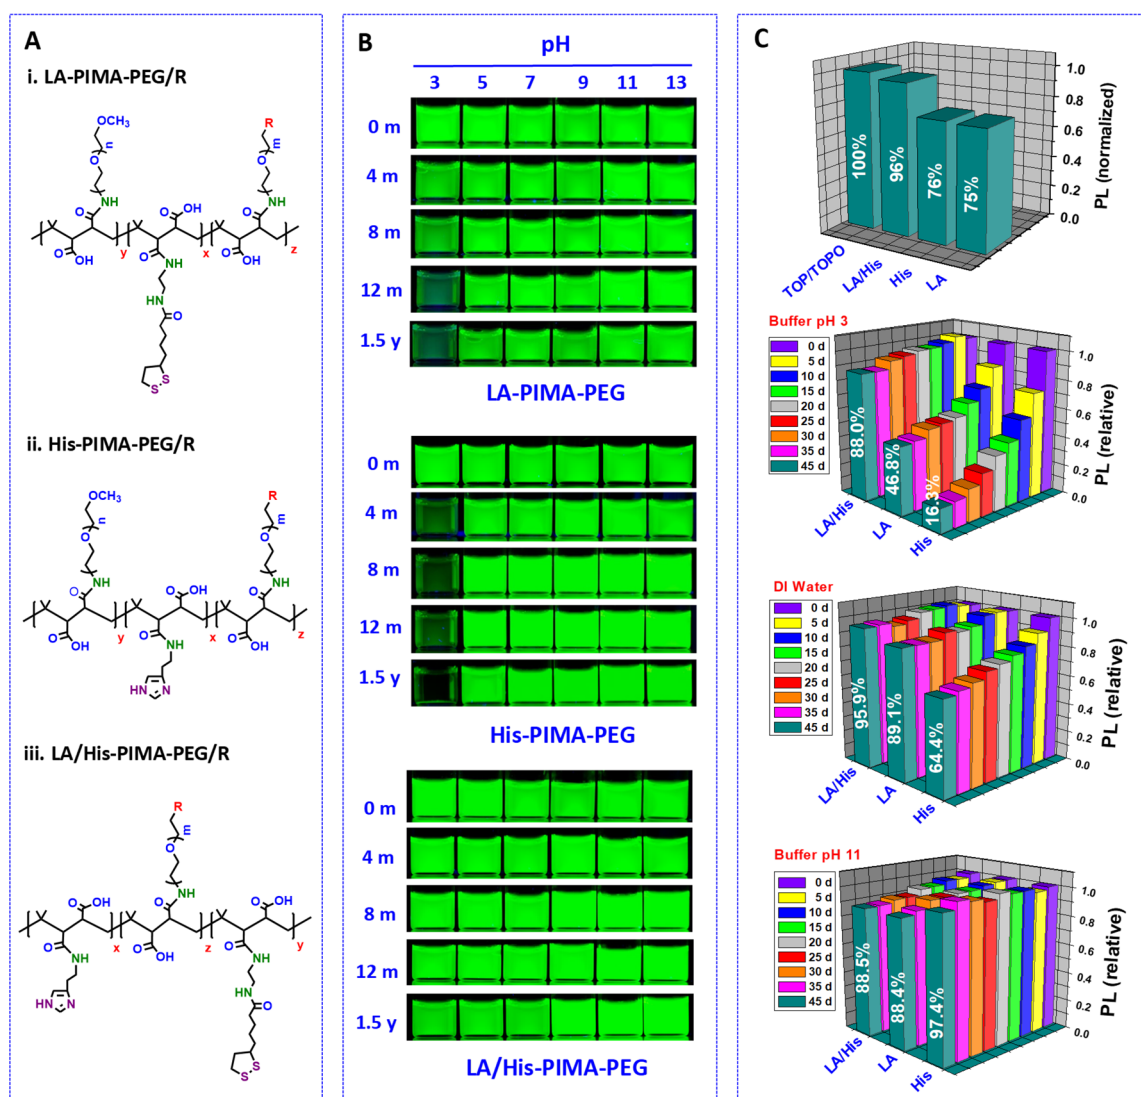 A
i. LA-PIMA-PEG/R
OCH3
n
O
NH
O
OH
O
R
m
O
NH
O
O
OH
y
O
NH
x
O
OH
z
HN
O
S
S
ii. His-PIMA-PEG/R
OCH3
n
O
NH
O
O
OH
R
m
O
NH
O
O
OH
y
O
NH
x
O
OH
z
HN
N
iii. LA/His-PIMA-PEG/R
R
m
O
O
OH
O
NH
O
OH
O
NH
x
O
OH
z
O
NH
y
HN
N
HN
O
S
S
B
pH
3 5 7 9 11 13
0 m
4 m
8 m
12 m
1.5 y
LA-PIMA-PEG
0 m
4 m
8 m
12 m
1.5 y
His-PIMA-PEG
0 m
4 m
8 m
12 m
1.5 y
LA/His-PIMA-PEG
C
100%
96%
76%
75%
1.0
0.8
0.6
0.4
0.2
0.0
PL (normalized)
TOP/TOPO
LA/His
His
LA
Buffer pH 3
0 d
5 d
10 d
15 d
20 d
25 d
30 d
35 d
45 d
88.0%
46.8%
16.3%
1.0
0.8
0.6
0.4
0.2
0.0
PL (relative)
LA/His
LA
His
DI Water
0 d
5 d
10 d
15 d
20 d
25 d
30 d
35 d
45 d
95.9%
89.1%
64.4%
1.0
0.8
0.6
0.4
0.2
0.0
PL (relative)
LA/His
LA
His
Buffer pH 11
0 d
5 d
10 d
15 d
20 d
25 d
30 d
35 d
45 d
88.5%
88.4%
97.4%
1.0
0.8
0.6
0.4
0.2
0.0
PL (relative)
LA/His
LA
His